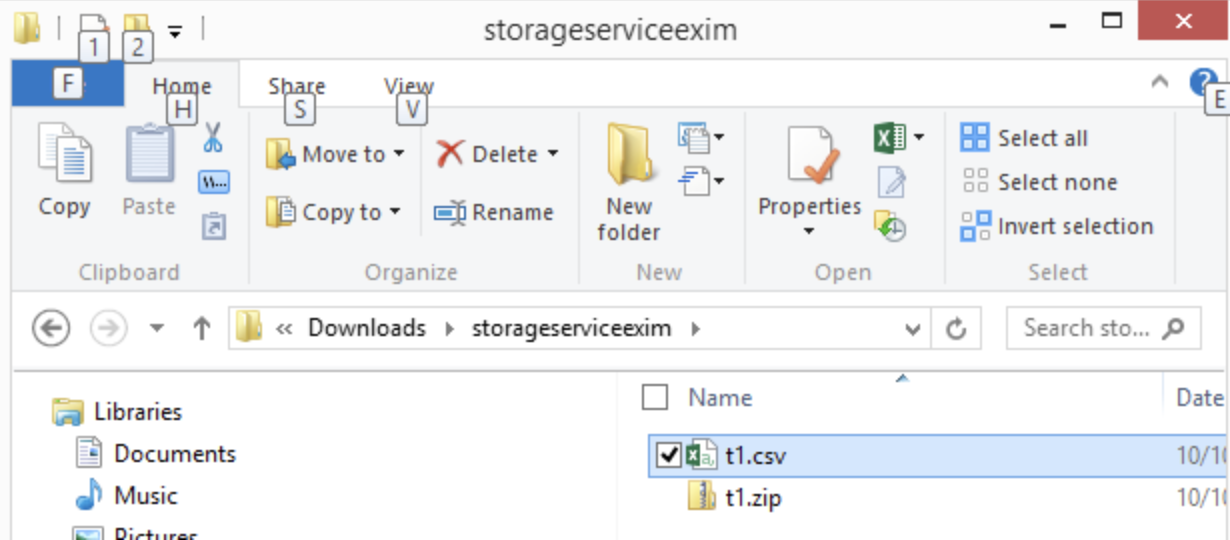 storageserviceexim
1 2
F Home Share View
H S V E
Move to Delete
Select all
W...
Copy Paste Copy to Rename New folder Properties Select none
Invert selection
Clipboard Organize New Open Select
« Downloads storageserviceexim Search sto...
Libraries Name Date
Documents t1.csv 10/1
Music t1.zip 10/1
Pictures